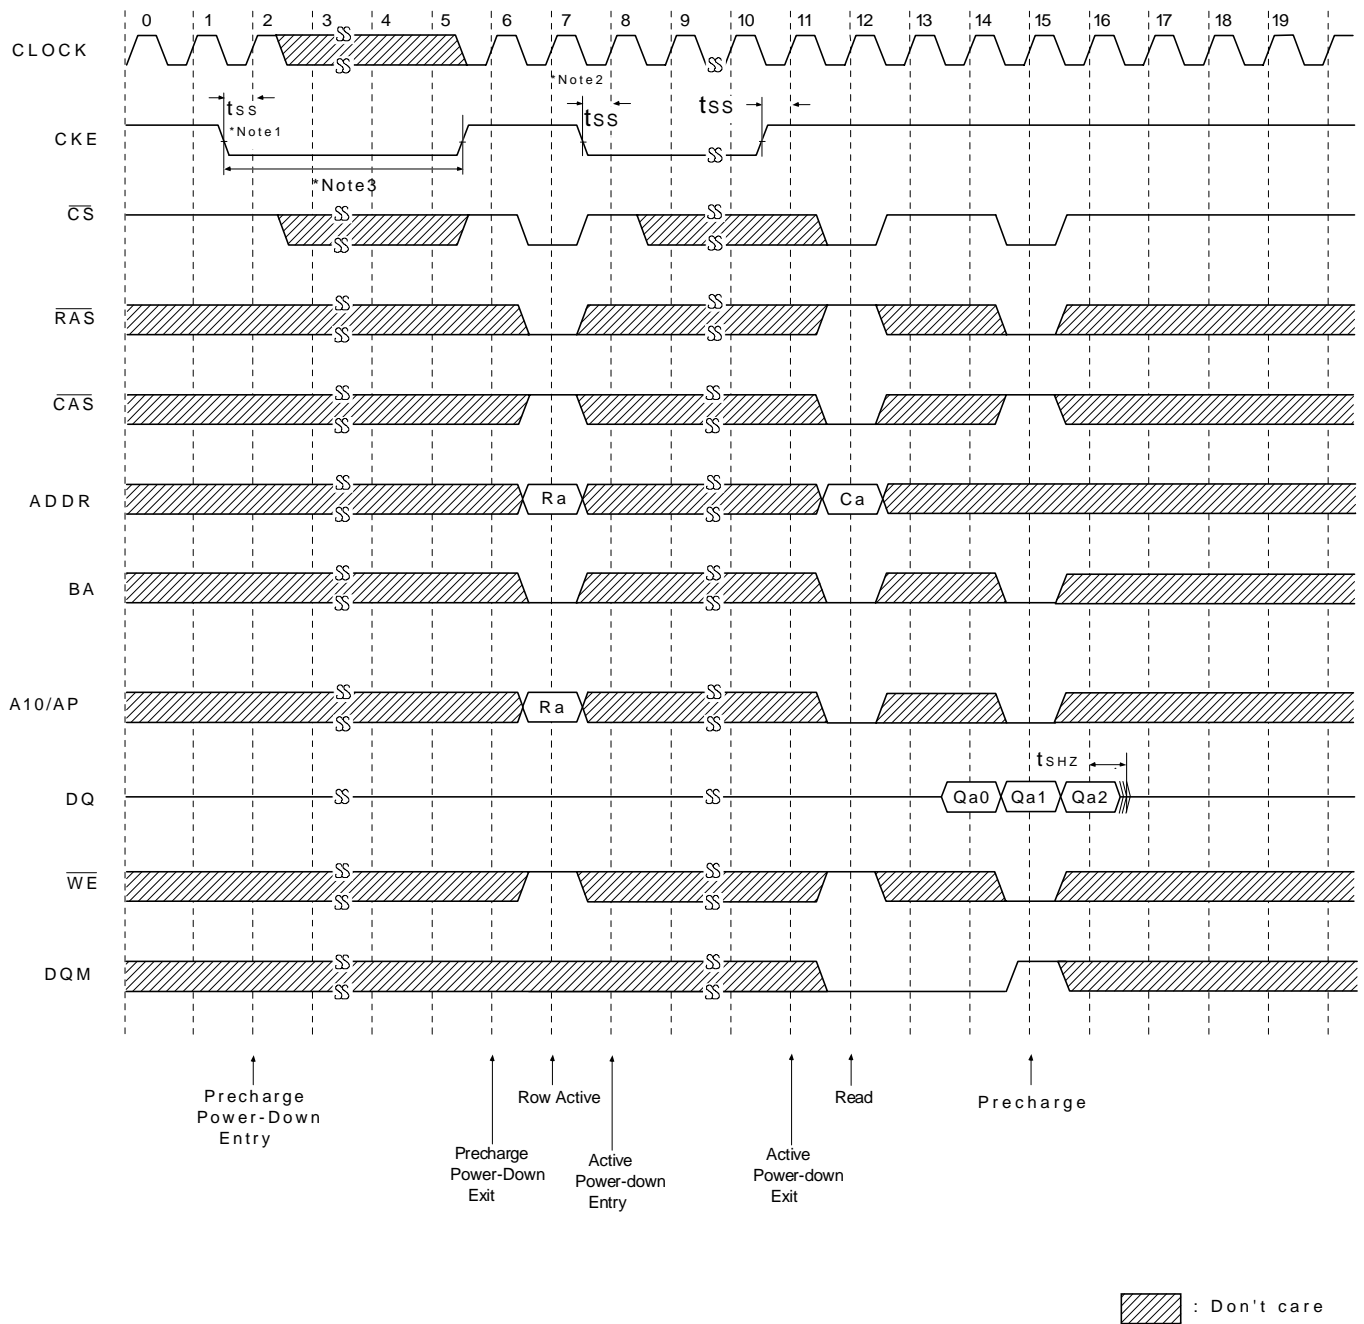 0 1 2 3 4 5 6 7 8 9 10 11 12 13 14 15 16 17 18 19
CLOCK
*Note2
tss tss tss
*Note1
CKE
*Note3
CS
RAS
CAS
ADDR Ra Ca
BA
A10/AP Ra
tSHZ
DQ Qa0 Qa1 Qa2
WE
DQM
Precharge
Power-Down
Entry
Precharge
Power-Down
Exit
Row Active
Active
Power-down
Entry
Active
Power-down
Exit
Read
Precharge
: Don't care